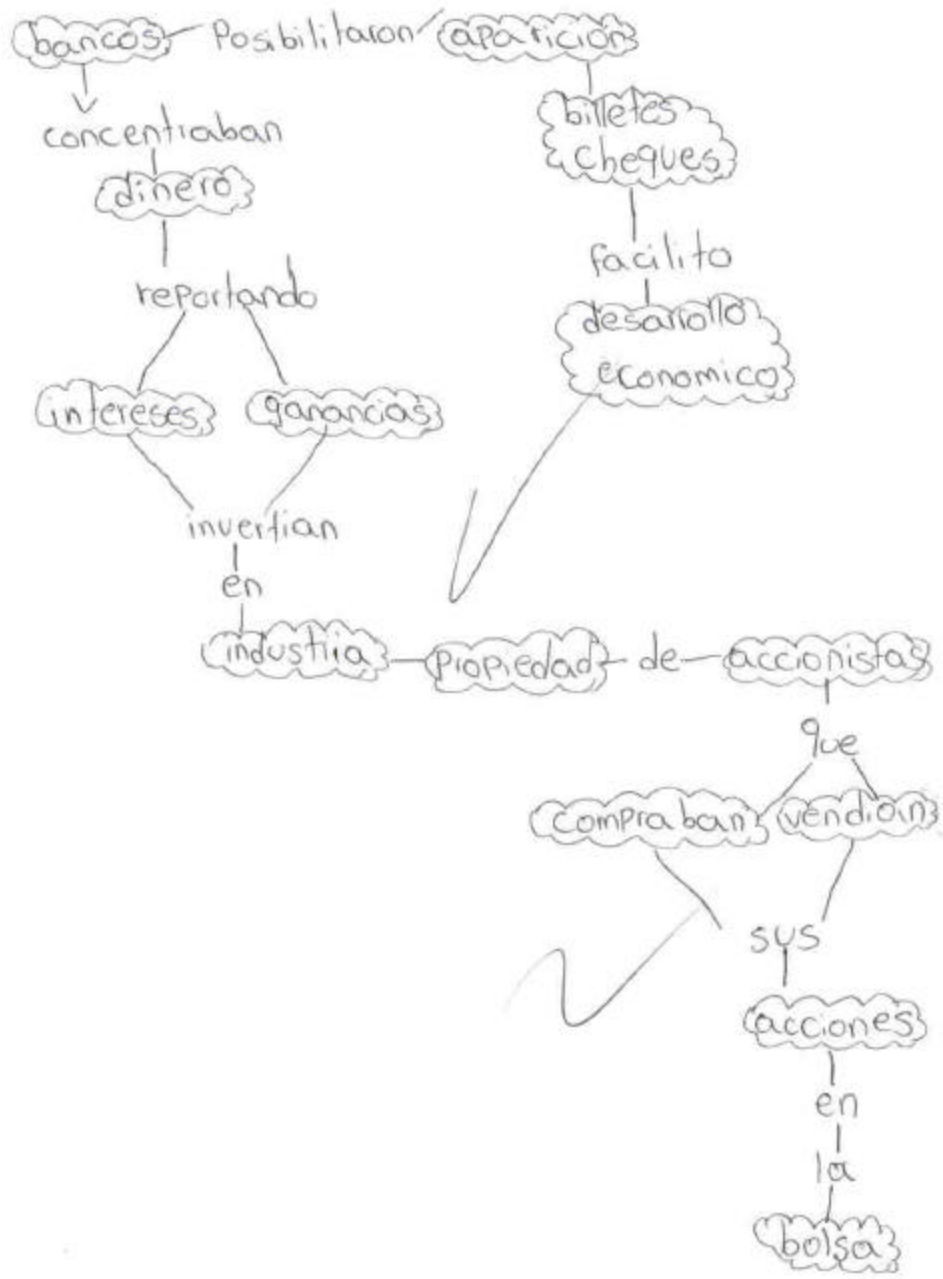 bancos Posibilitaron aparición
billetes
cheques
concentraban
dinero
facilito
reportando
desarrollo
economico
intereses ganancias
invertian
en
industria propiedad de accionistas
que
compraban vendian
sus
acciones
en
la
bolsa